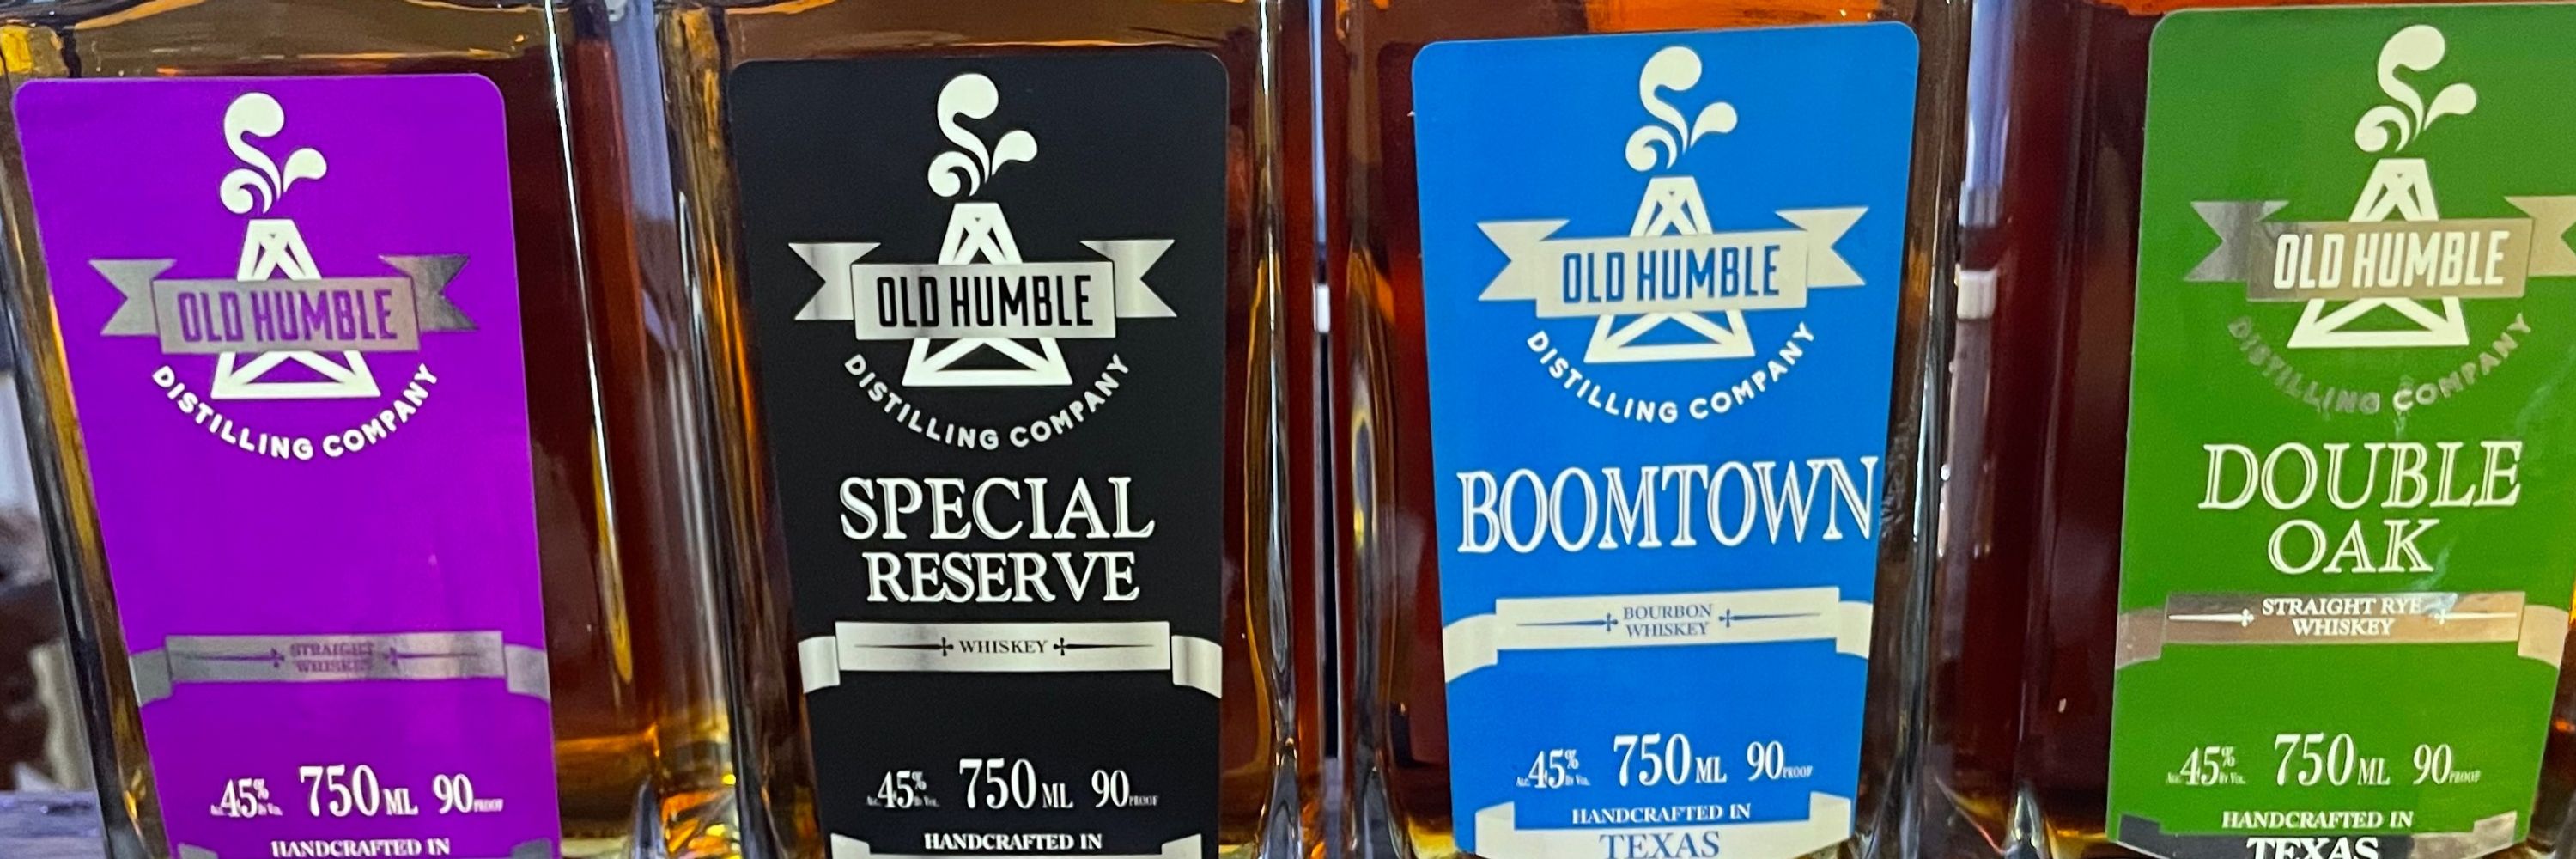 OLD HUMBLE
DISTILLING COMPANY
STRAIGHT
WHISKEY
ALC. 45% BY VOL. 750 ML 90 PROOF
HANDCRAFTED IN
OLD HUMBLE
DISTILLING COMPANY
SPECIAL
RESERVE
WHISKEY
ALC. 45% BY VOL. 750 ML 90 PROOF
HANDCRAFTED IN
OLD HUMBLE
DISTILLING COMPANY
BOOMTOWN
BOURBON
WHISKEY
ALC. 45% BY VOL. 750 ML 90 PROOF
HANDCRAFTED IN
TEXAS
OLD HUMBLE
DISTILLING COMPANY
DOUBLE
OAK
STRAIGHT RYE
WHISKEY
ALC. 45% BY VOL. 750 ML 90 PROOF
HANDCRAFTED IN
TEXAS